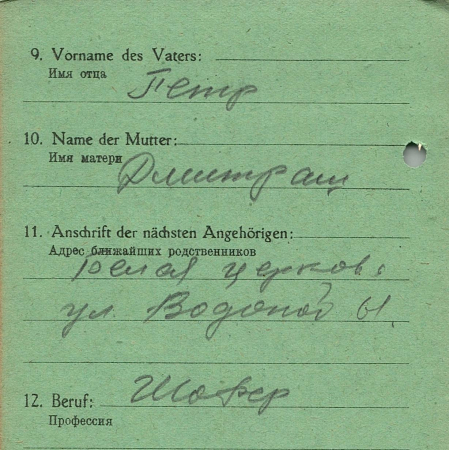 9. Vorname des Vaters:
Имя отца
Петр
10. Name der Mutter:
Имя матери
Дмитраш
11. Anschrift der nächsten Angehörigen:
Адрес ближайших родственников
Белая церковь
ул. Водопой 61
12. Beruf: Шофер
Профессия